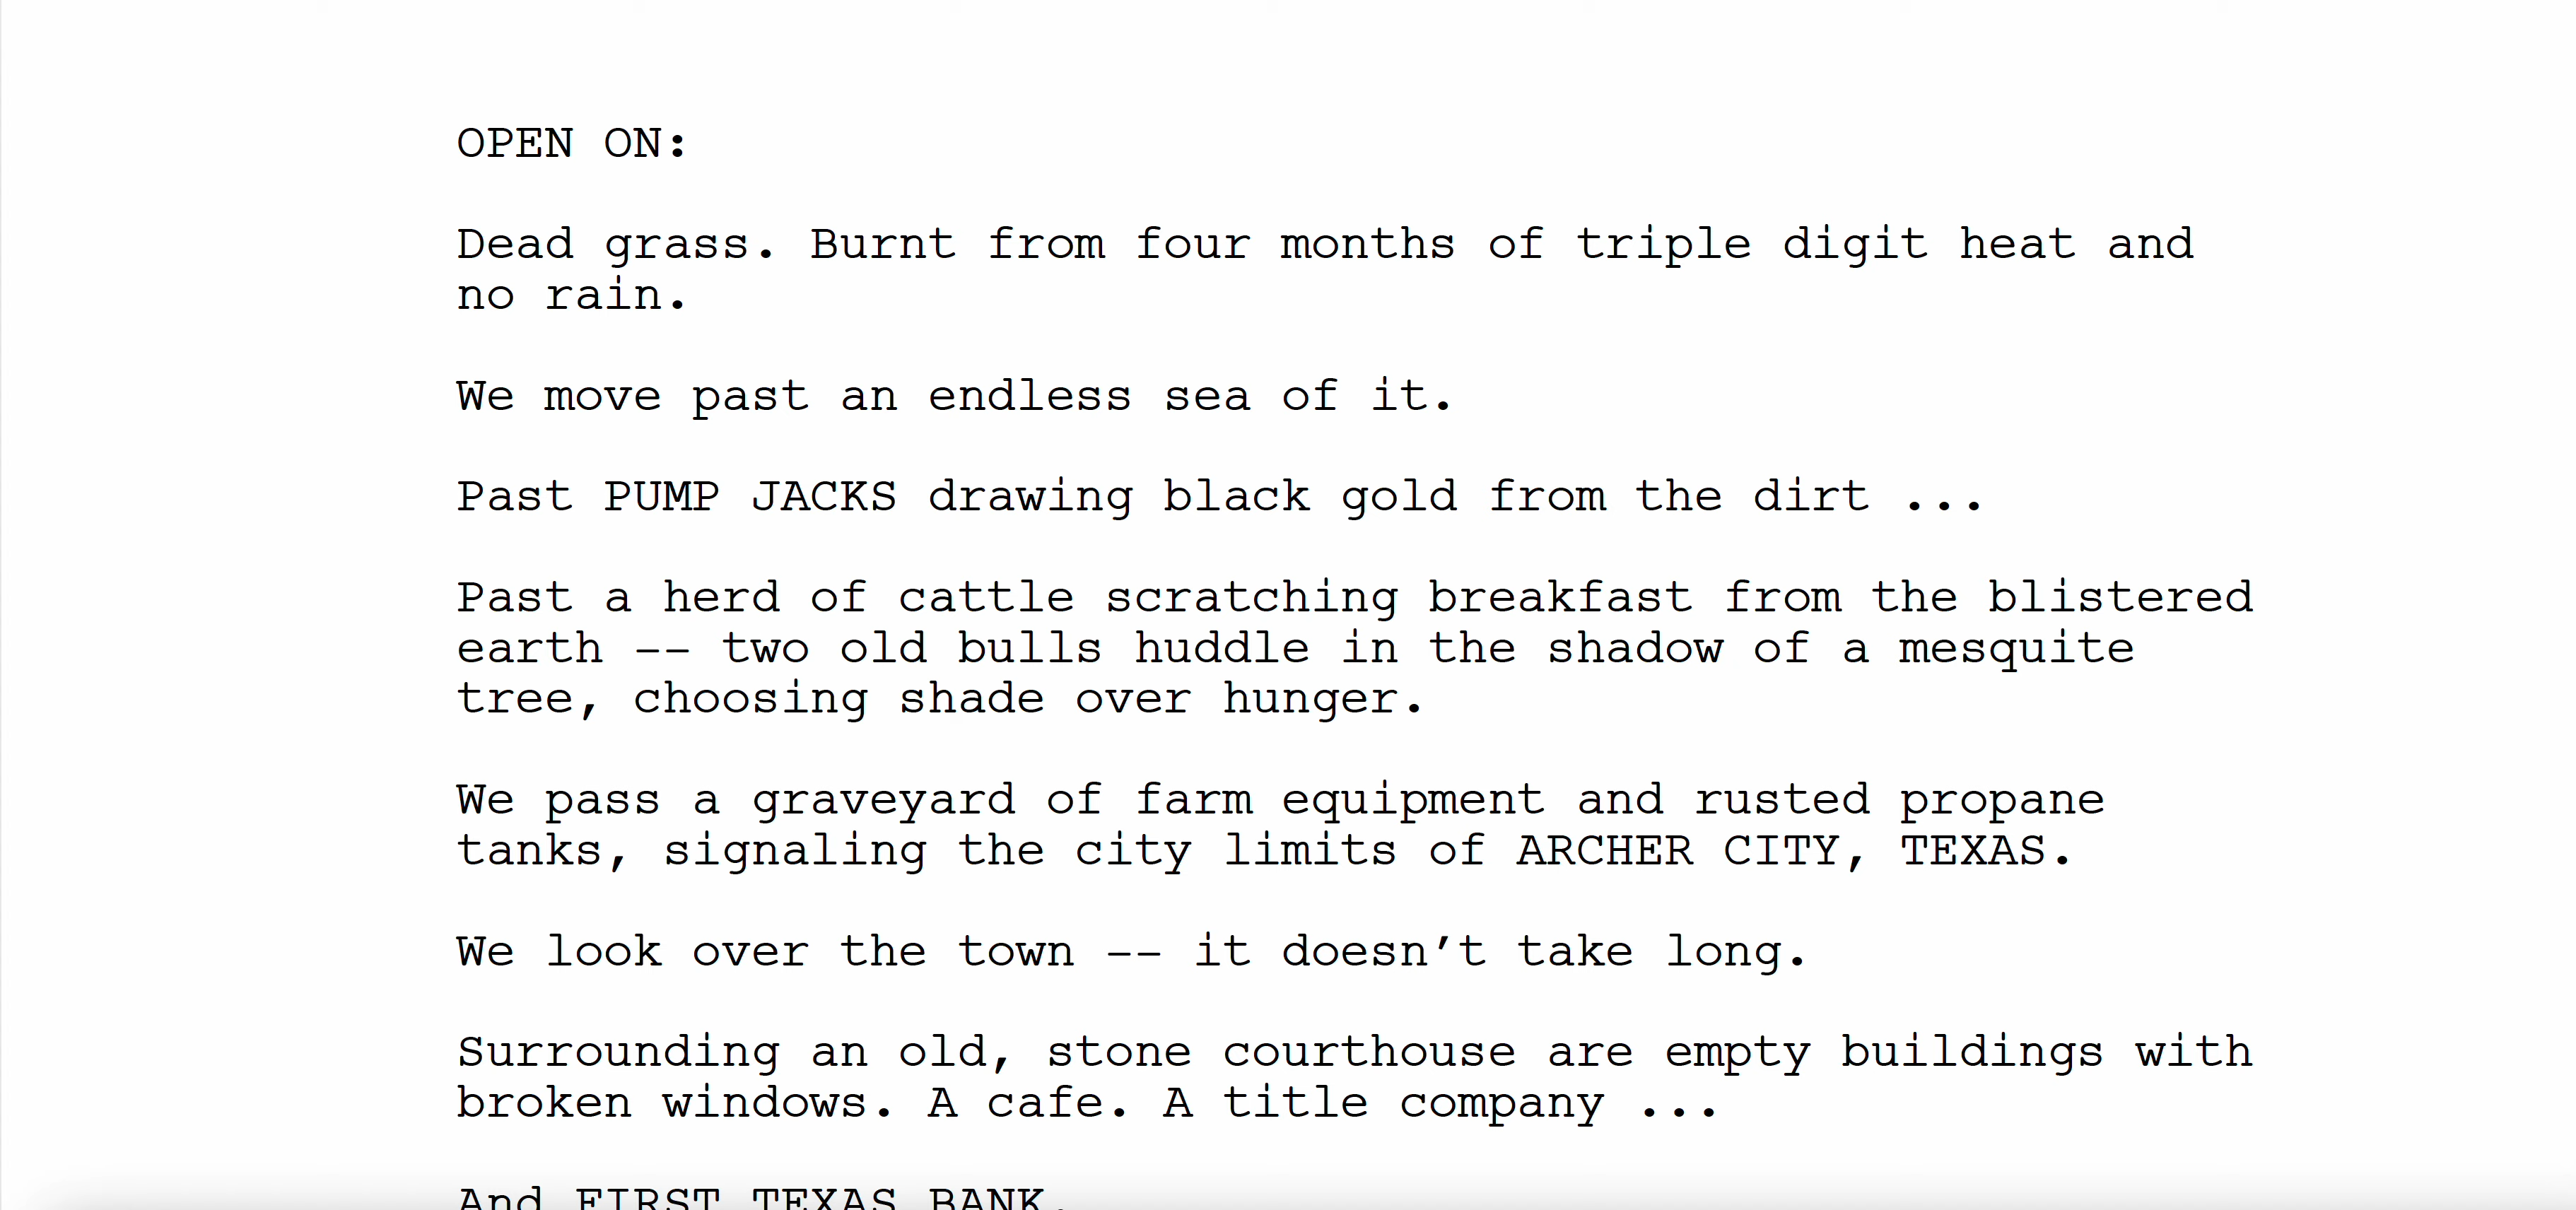 OPEN ON:
Dead grass. Burnt from four months of triple digit heat and
no rain.
We move past an endless sea of it.
Past PUMP JACKS drawing black gold from the dirt ...
Past a herd of cattle scratching breakfast from the blistered
earth -- two old bulls huddle in the shadow of a mesquite
tree, choosing shade over hunger.
We pass a graveyard of farm equipment and rusted propane
tanks, signaling the city limits of ARCHER CITY, TEXAS.
We look over the town -- it doesn’t take long.
Surrounding an old, stone courthouse are empty buildings with
broken windows. A cafe. A title company ...
And FIRST TEXAS BANK.